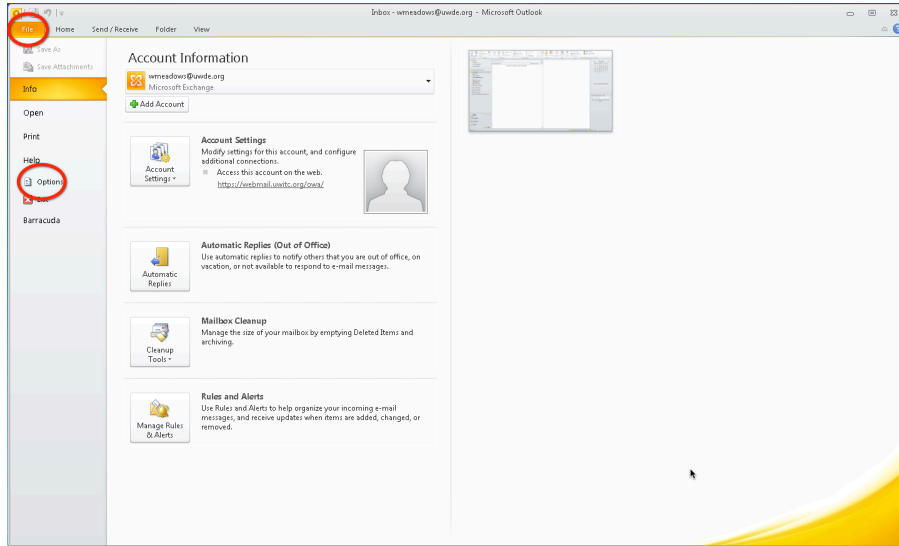 Inbox - wmeadows@uwde.org - Microsoft Outlook
File Home Send / Receive Folder View
Save As
Save Attachments
Info
Open
Print
Help
Options
Exit
Barracuda
Account Information
wmeadows@uwde.org
Microsoft Exchange
Add Account
Account Settings
Account Settings
Modify settings for this account, and configure
additional connections.
Access this account on the web.
https://webmail.uwitc.org/owa/
Automatic Replies
Automatic Replies (Out of Office)
Use automatic replies to notify others that you are out of office, on
vacation, or not available to respond to e-mail messages.
Cleanup Tools
Mailbox Cleanup
Manage the size of your mailbox by emptying Deleted Items and
archiving.
Manage Rules & Alerts
Rules and Alerts
Use Rules and Alerts to help organize your incoming e-mail
messages, and receive updates when items are added, changed, or
removed.